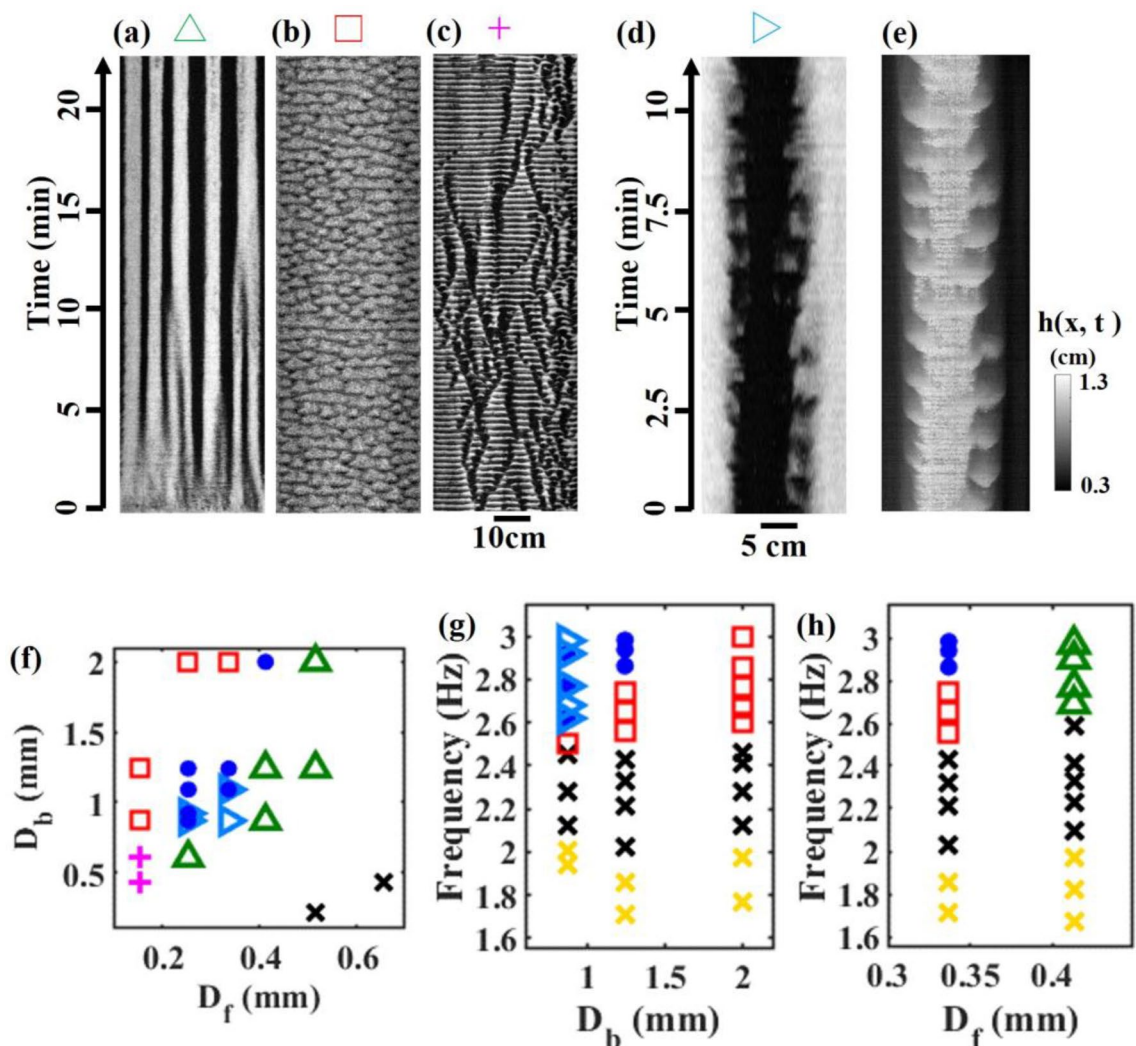 (a) (b) (c) (d) (e)
Time (min)
20
15
10
5
0
10cm
Time (min)
10
7.5
5
2.5
0
5 cm
h(x, t )
(cm)
1.3
0.3
(f)
D_b (mm)
2
1.5
1
0.5
0.2 0.4 0.6
D_f (mm)
(g)
Frequency (Hz)
3
2.8
2.6
2.4
2.2
2
1.8
1.6
1 1.5 2
D_b (mm)
(h)
Frequency (Hz)
3
2.8
2.6
2.4
2.2
2
1.8
1.6
0.3 0.35 0.4
D_f (mm)